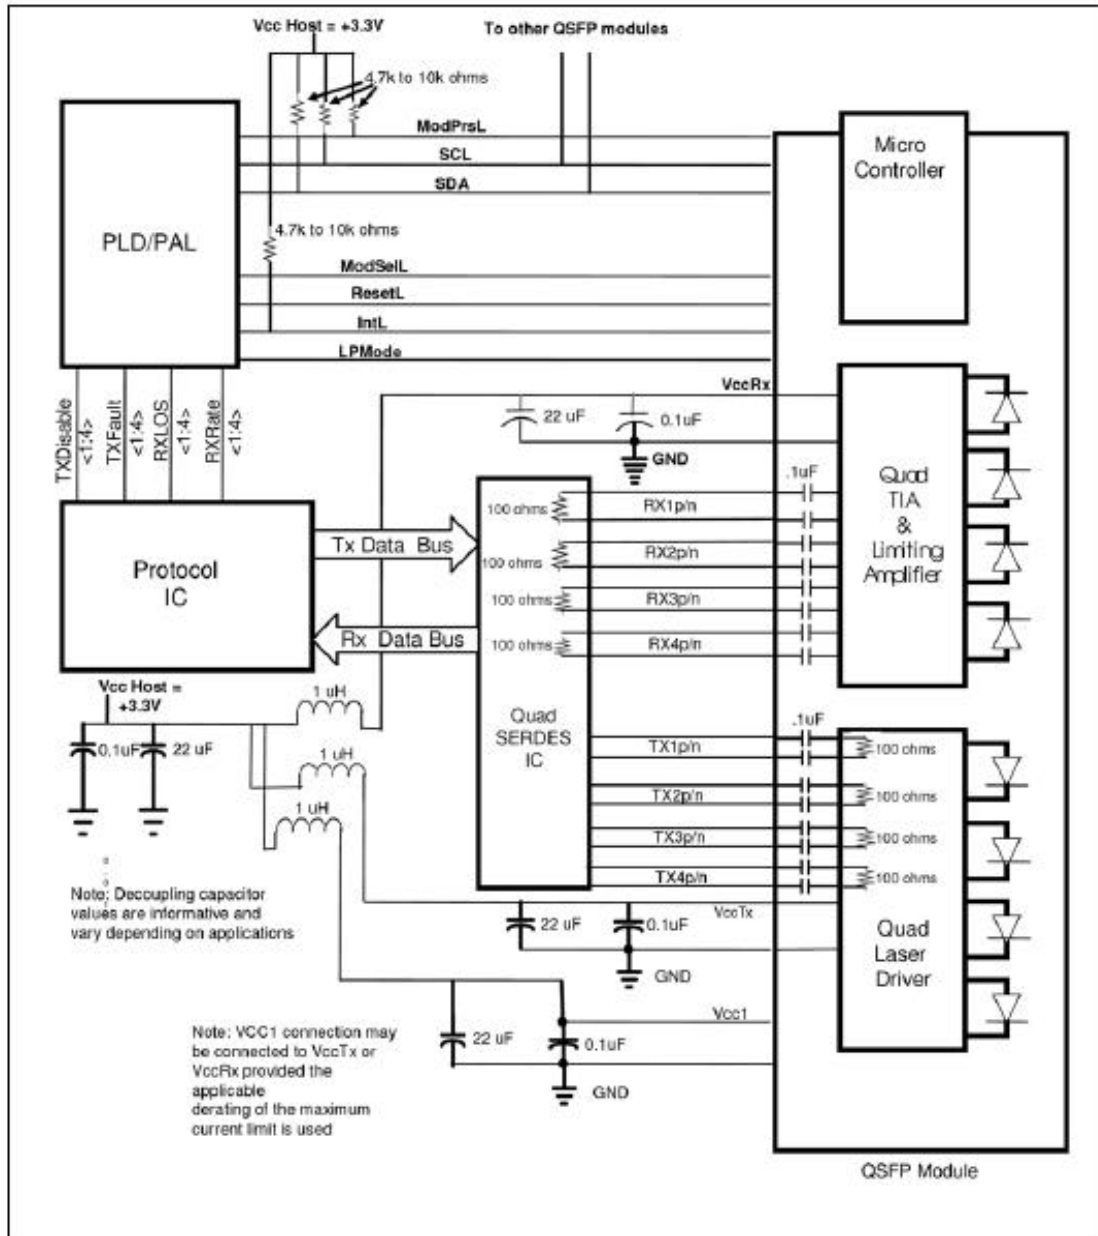 Vcc Host = +3.3V
To other QSFP modules
4.7k to 10k ohms
ModPrsL
SCL
SDA
Micro
Controller
PLD/PAL
4.7k to 10k ohms
ModSelL
ResetL
IntL
LPMode
TXDisable
<1:4>
TXFault
<1:4>
RXLOS
<1:4>
RXRate
<1:4>
VccRx
22 uF
0.1uF
GND
.1uF
Quad
TIA
&
Limiting
Amplifier
100 ohms
RX1p/n
100 ohms
RX2p/n
100 ohms
RX3p/n
100 ohms
RX4p/n
Tx Data Bus
Protocol
IC
Rx Data Bus
Vcc Host =
+3.3V
0.1uF
22 uF
1 uH
1 uH
1 uH
Quad
SERDES
IC
.1uF
TX1p/n
100 ohms
TX2p/n
100 ohms
TX3p/n
100 ohms
TX4p/n
100 ohms
Note: Decoupling capacitor
values are informative and
vary depending on applications
VccTx
22 uF
0.1uF
GND
Quad
Laser
Driver
Vcc1
22 uF
0.1uF
GND
Note: VCC1 connection may
be connected to VccTx or
VccRx provided the
applicable
derating of the maximum
current limit is used
QSFP Module